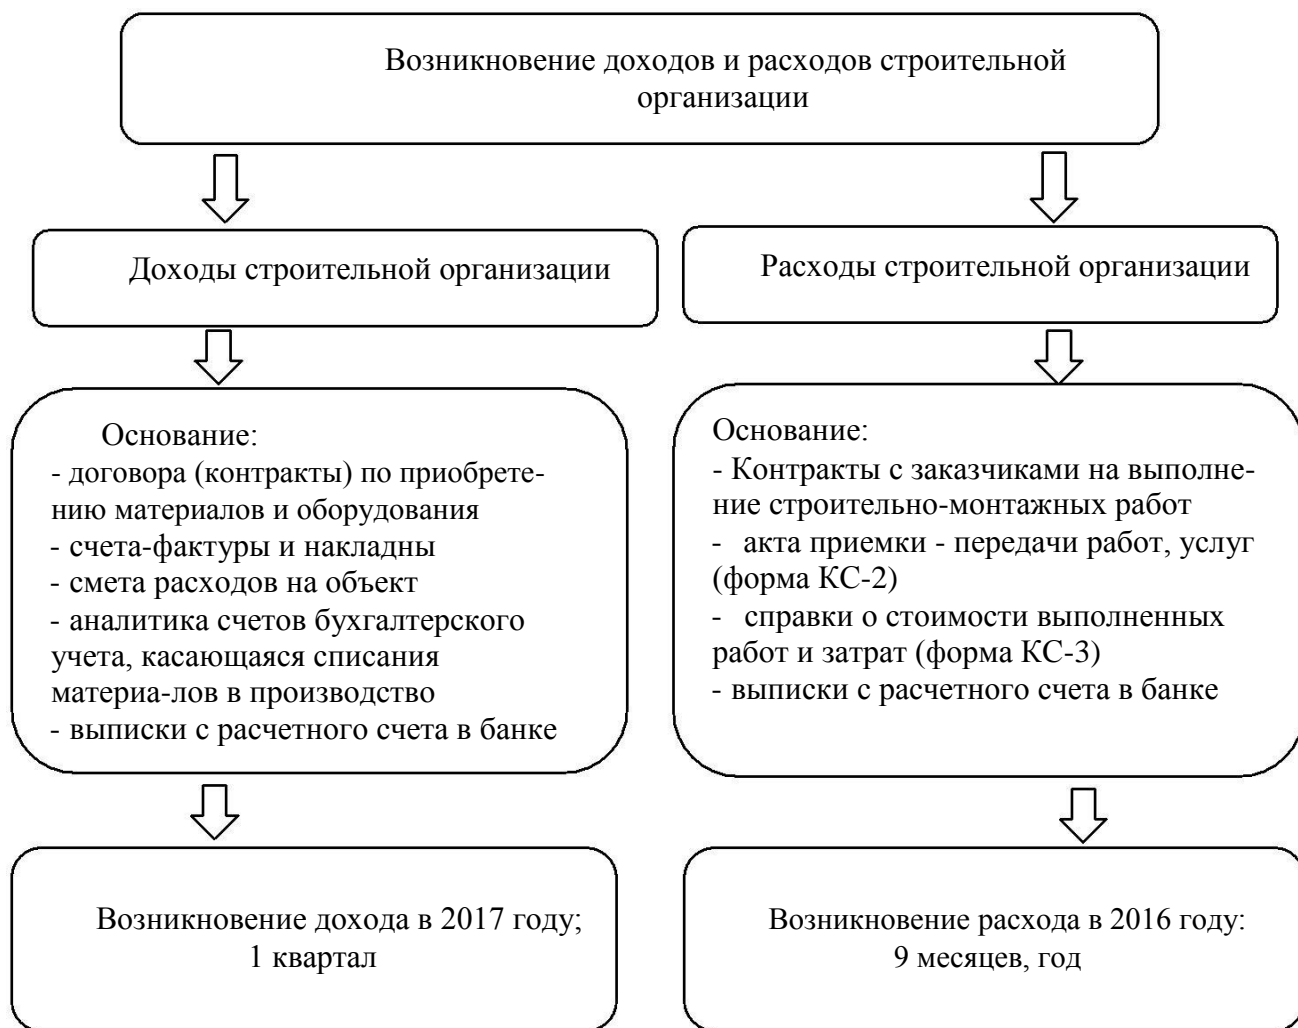 Возникновение доходов и расходов строительной
организации
Доходы строительной организации
Расходы строительной организации
Основание:
- договора (контракты) по приобрете-
нию материалов и оборудования
- счета-фактуры и накладны
- смета расходов на объект
- аналитика счетов бухгалтерского
учета, касающаяся списания
материа-лов в производство
- выписки с расчетного счета в банке
Основание:
- Контракты с заказчиками на выполне-
ние строительно-монтажных работ
- акта приемки - передачи работ, услуг
(форма КС-2)
- справки о стоимости выполненных
работ и затрат (форма КС-3)
- выписки с расчетного счета в банке
Возникновение дохода в 2017 году;
1 квартал
Возникновение расхода в 2016 году:
9 месяцев, год